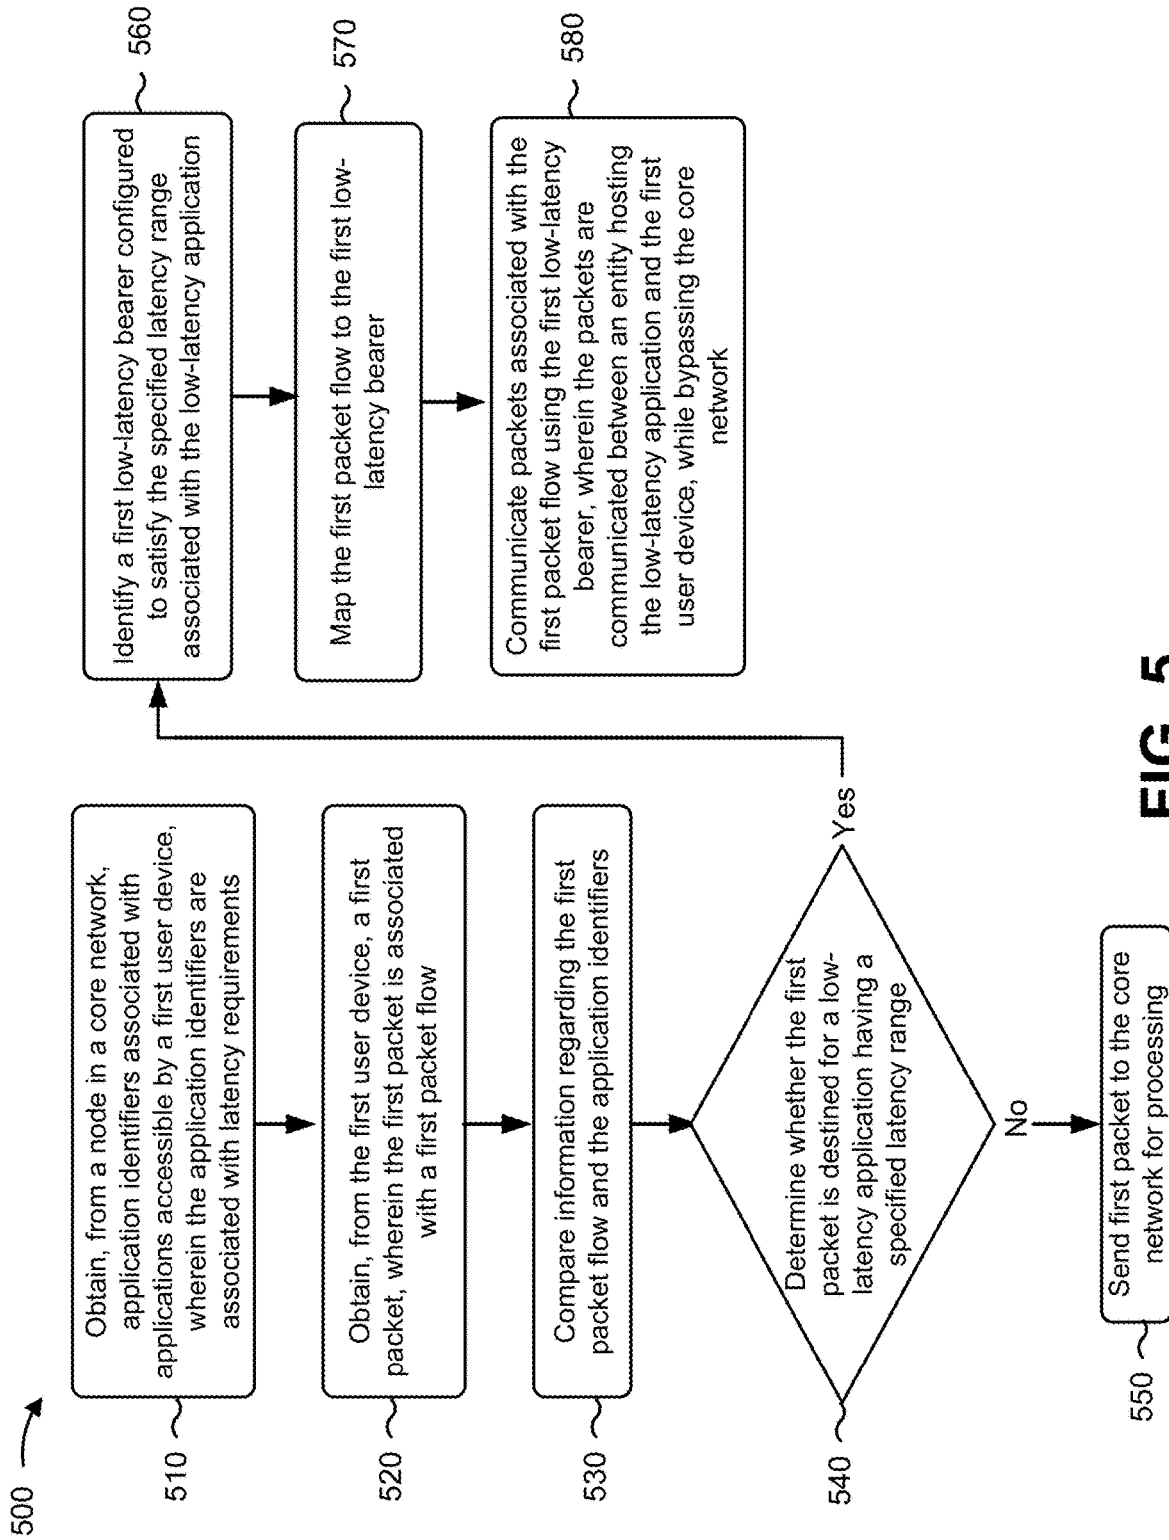 500
510
Obtain, from a node in a core network,
application identifiers associated with
applications accessible by a first user device,
wherein the application identifiers are
associated with latency requirements
520
Obtain, from the first user device, a first
packet, wherein the first packet is associated
with a first packet flow
530
Compare information regarding the first
packet flow and the application identifiers
540
Determine whether the first
packet is destined for a low-
latency application having a
specified latency range
Yes
No
550
Send first packet to the core
network for processing
560
Identify a first low-latency bearer configured
to satisfy the specified latency range
associated with the low-latency application
570
Map the first packet flow to the first low-
latency bearer
580
Communicate packets associated with the
first packet flow using the first low-latency
bearer, wherein the packets are
communicated between an entity hosting
the low-latency application and the first
user device, while bypassing the core
network
FIG. 5